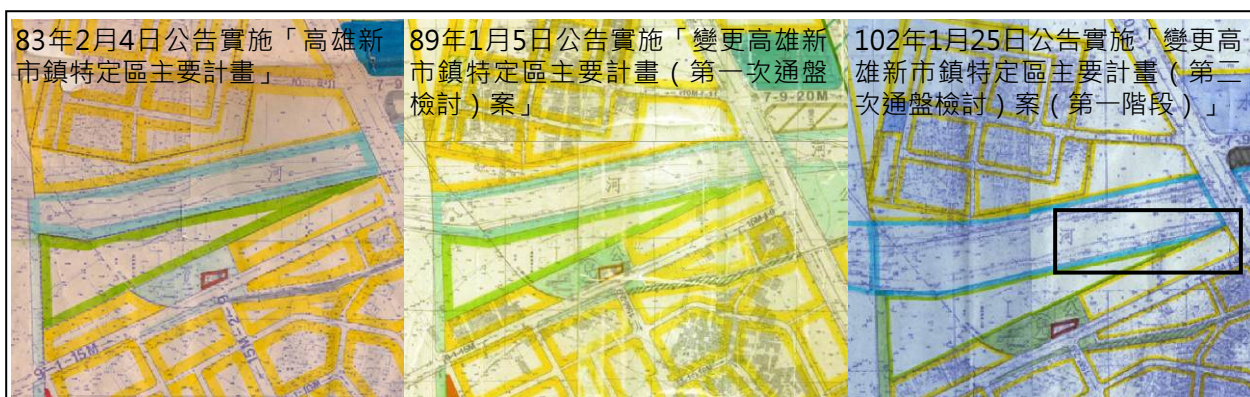 83年2月4日公告實施「高雄新
市鎮特定區主要計畫」
89年1月5日公告實施「變更高雄新
市鎮特定區主要計畫(第一次通盤
檢討)案」
102年1月25日公告實施「變更高
雄新市鎮特定區主要計畫(第二
次通盤檢討)案(第一階段)」
7-9-20M
河
河
河